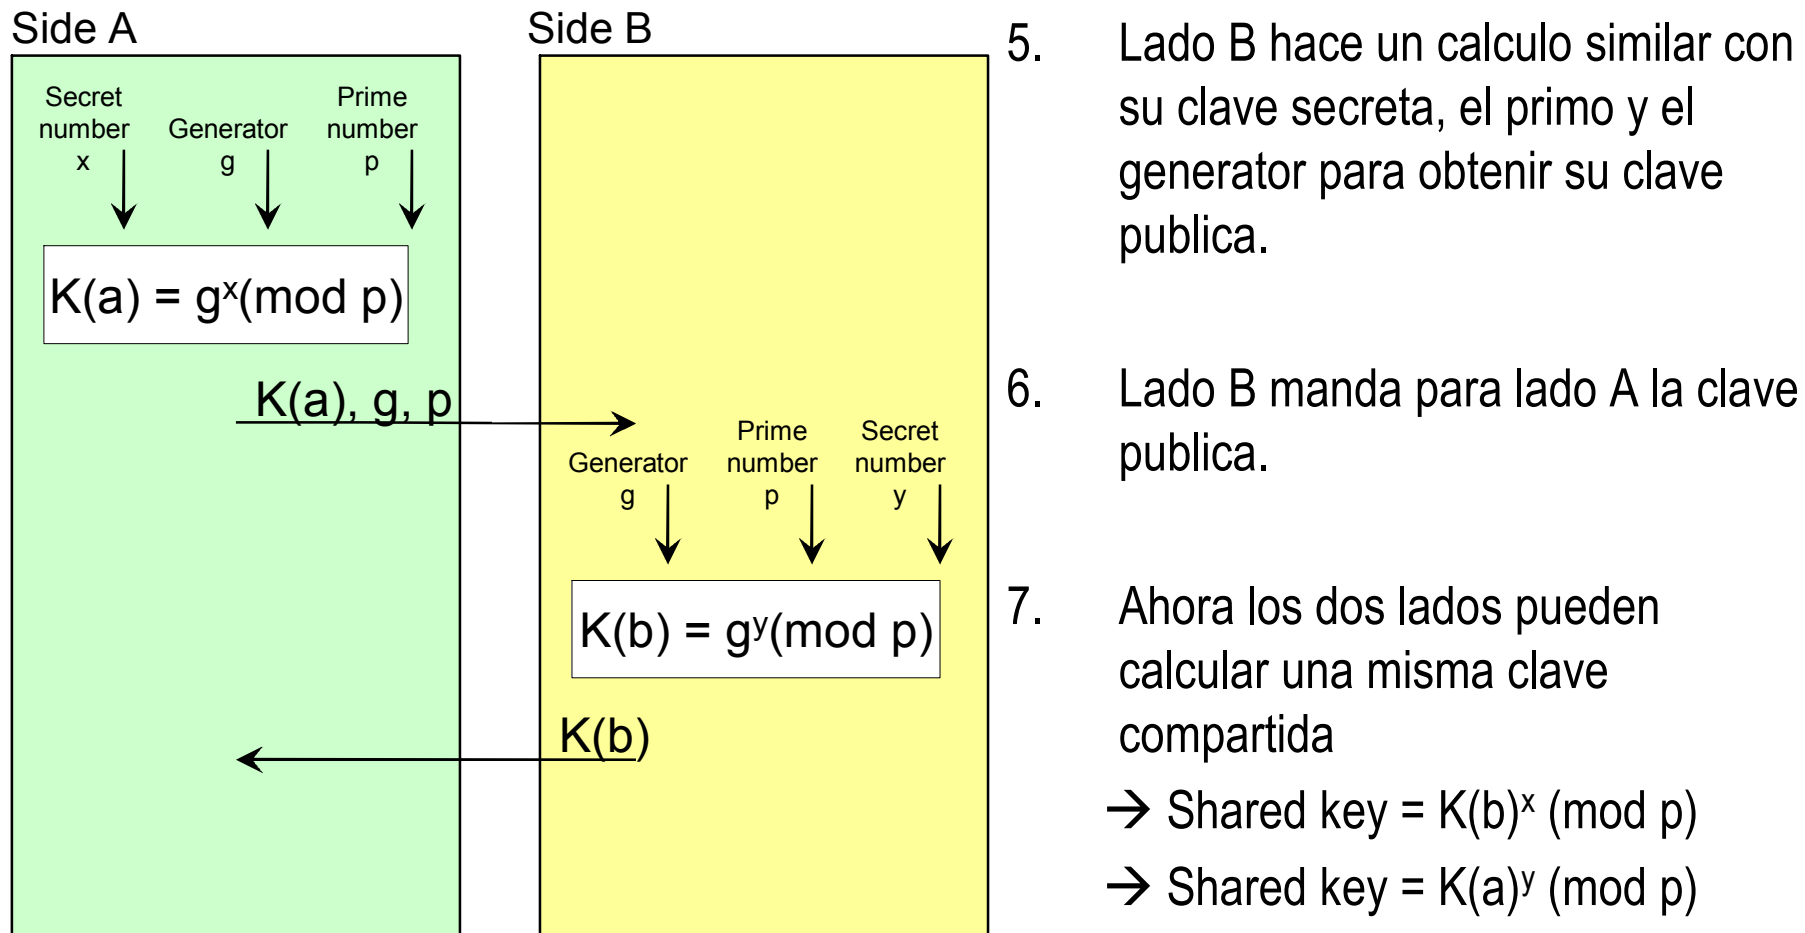 Side A
Secret
number
x
Generator
g
Prime
number
p
K(a) = gˣ(mod p)
K(a), g, p
Side B
Generator
g
Prime
number
p
Secret
number
y
K(b) = gʸ(mod p)
K(b)
5. Lado B hace un calculo similar con
su clave secreta, el primo y el
generator para obtenir su clave
publica.
6. Lado B manda para lado A la clave
publica.
7. Ahora los dos lados pueden
calcular una misma clave
compartida
→ Shared key = K(b)ˣ (mod p)
→ Shared key = K(a)ʸ (mod p)